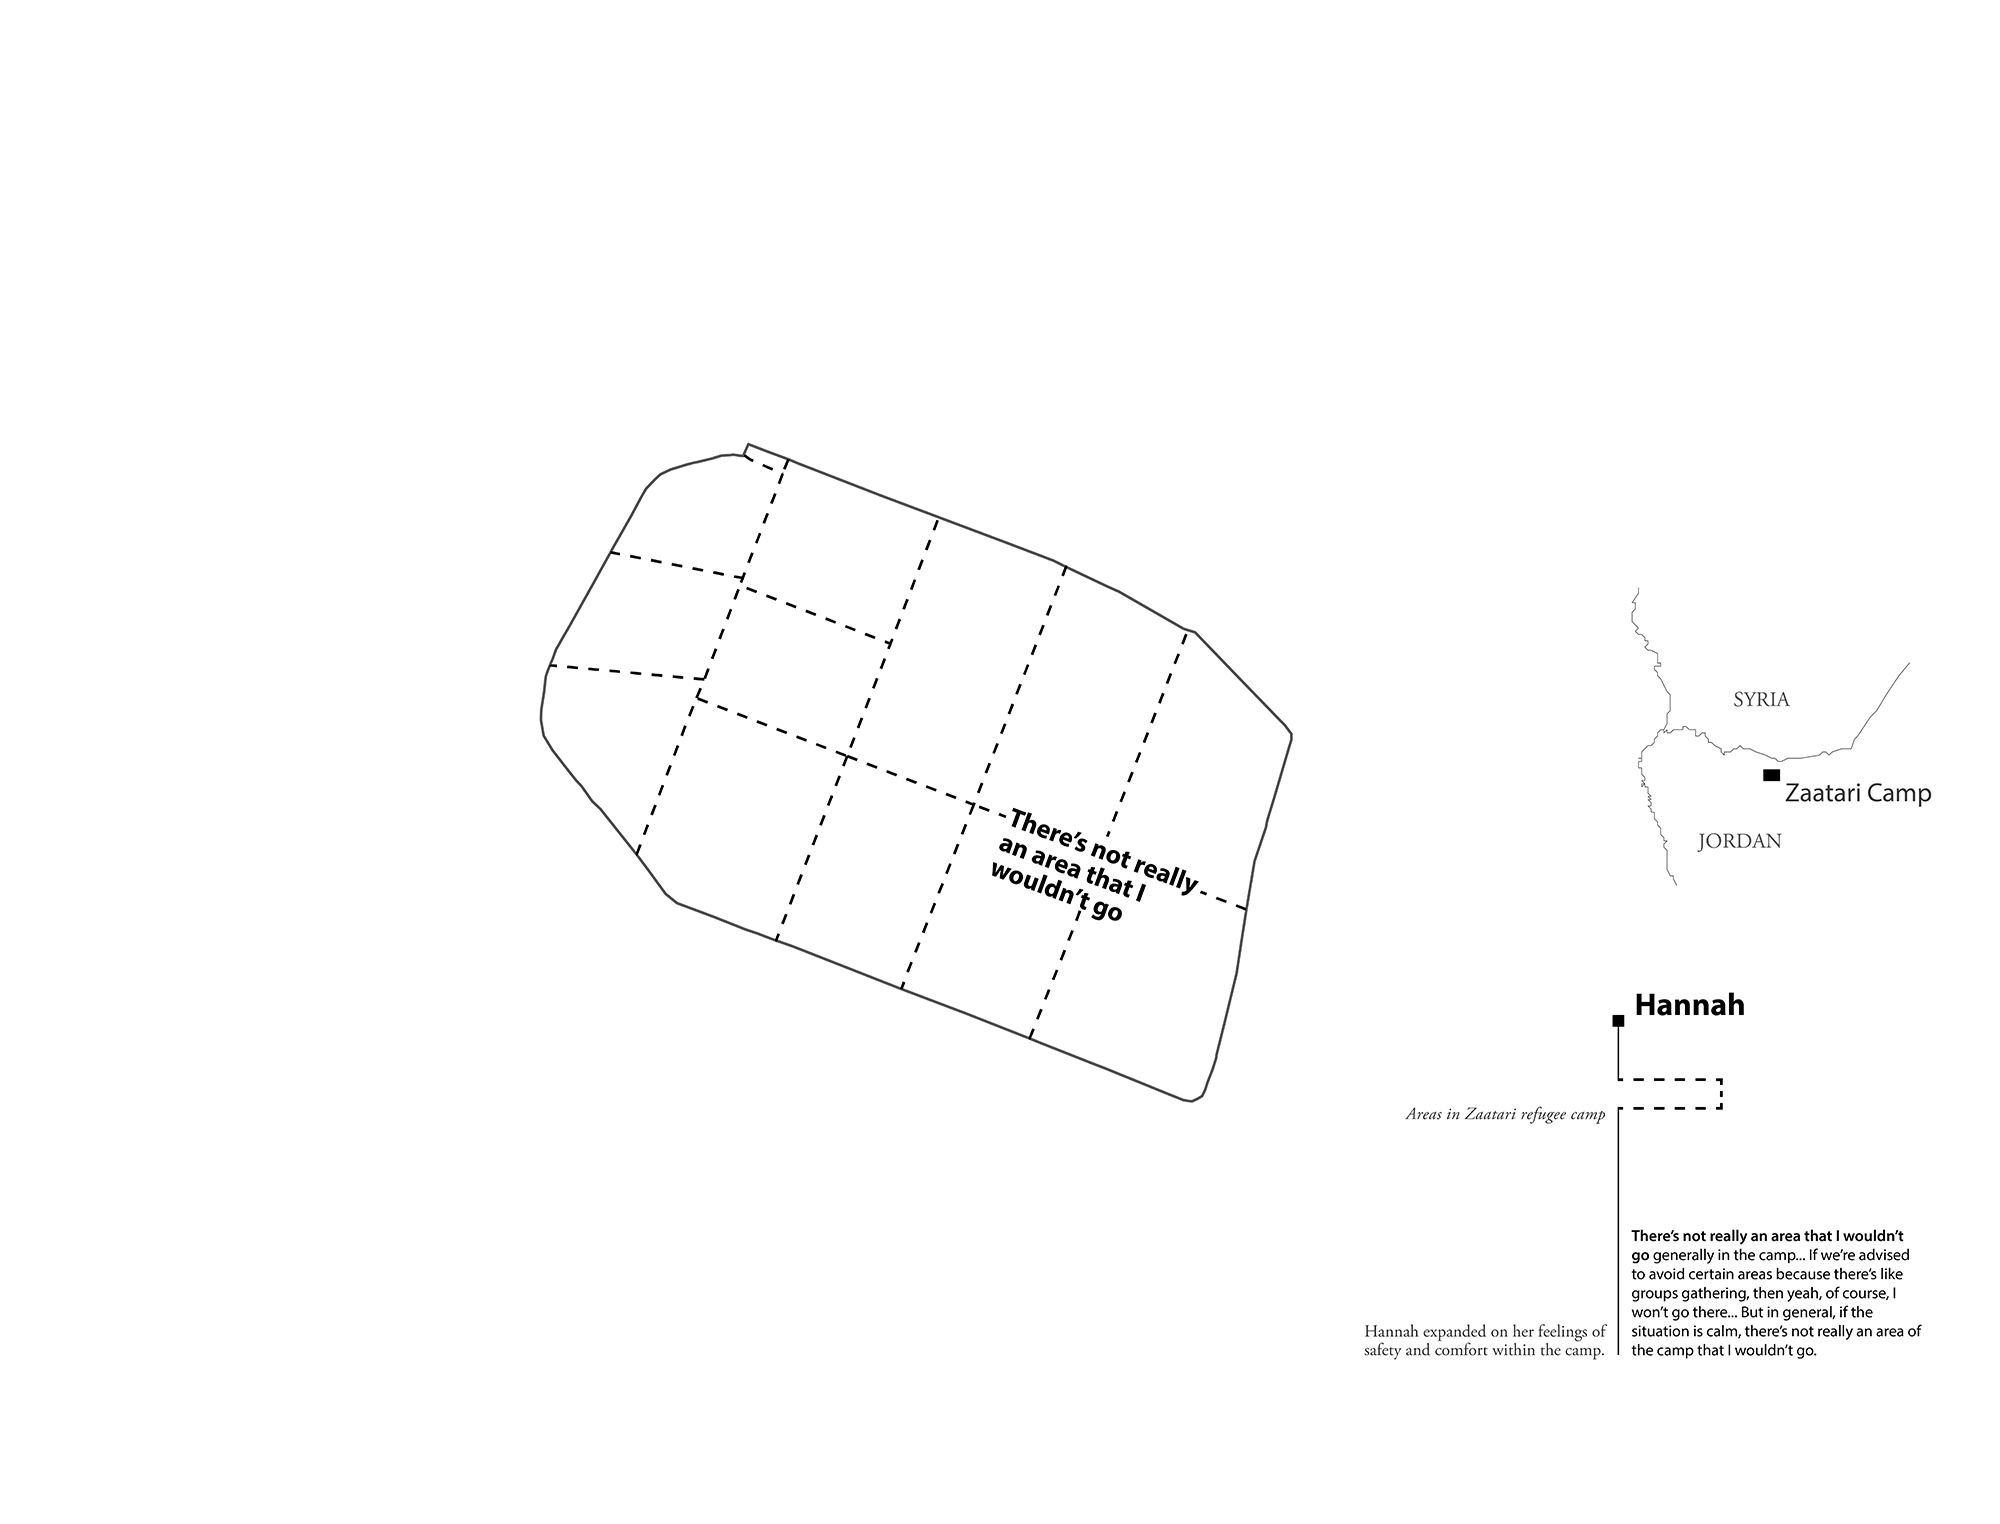 There's not really
an area that I
wouldn't go
SYRIA
Zaatari Camp
JORDAN
Hannah
Areas in Zaatari refugee camp
There's not really an area that I wouldn't
go generally in the camp... If we're advised
to avoid certain areas because there's like
groups gathering, then yeah, of course, I
won't go there... But in general, if the
situation is calm, there's not really an area of
the camp that I wouldn't go.
Hannah expanded on her feelings of
safety and comfort within the camp.